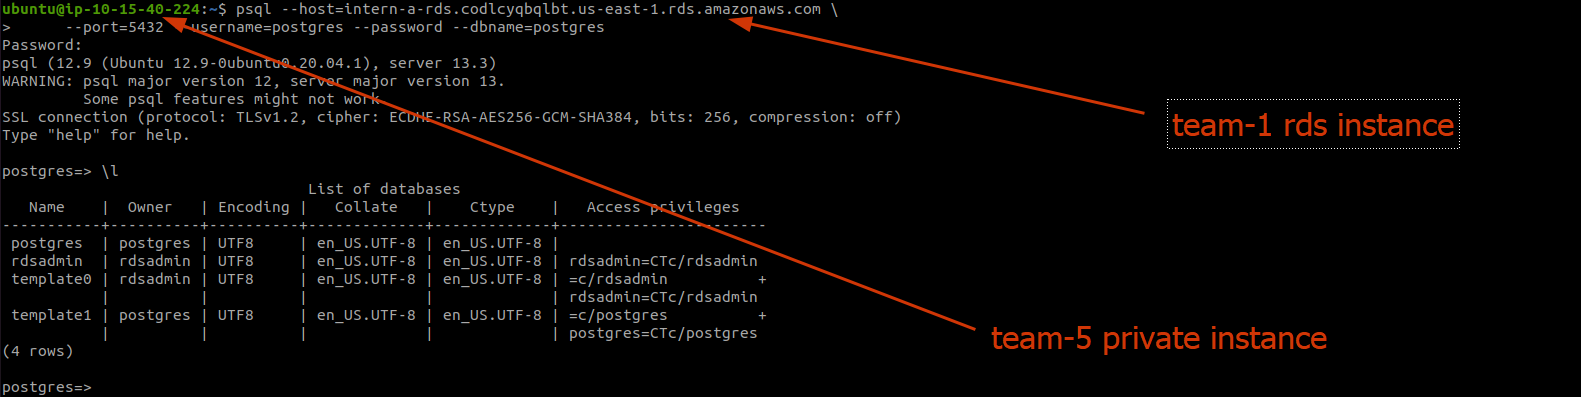 ubuntu@ip-10-15-40-224:~$ psql --host=intern-a-rds.codlcyqbqlbt.us-east-1.rds.amazonaws.com \
>      --port=5432 --username=postgres --password --dbname=postgres
Password:
psql (12.9 (Ubuntu 12.9-0ubuntu0.20.04.1), server 13.3)
WARNING: psql major version 12, server major version 13.
         Some psql features might not work.
SSL connection (protocol: TLSv1.2, cipher: ECDHE-RSA-AES256-GCM-SHA384, bits: 256, compression: off)
Type "help" for help.
team-1 rds instance
postgres=> \l
                                  List of databases
   Name    |  Owner   | Encoding |   Collate   |    Ctype    |   Access privileges
-----------+----------+----------+-------------+-------------+-----------------------
 postgres  | postgres | UTF8     | en_US.UTF-8 | en_US.UTF-8 |
 rdsadmin  | rdsadmin | UTF8     | en_US.UTF-8 | en_US.UTF-8 | rdsadmin=CTc/rdsadmin
 template0 | rdsadmin | UTF8     | en_US.UTF-8 | en_US.UTF-8 | =c/rdsadmin          +
           |          |          |             |             | rdsadmin=CTc/rdsadmin
 template1 | postgres | UTF8     | en_US.UTF-8 | en_US.UTF-8 | =c/postgres          +
           |          |          |             |             | postgres=CTc/postgres
team-5 private instance
(4 rows)
postgres=>